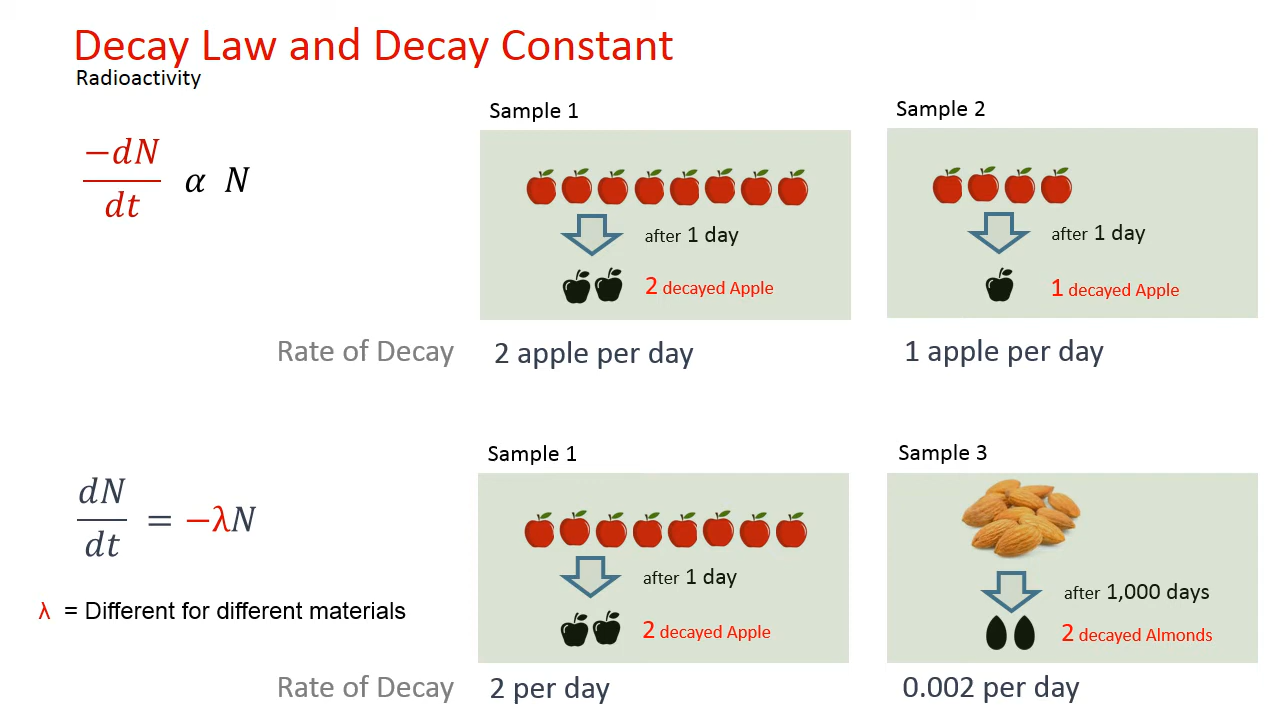 Decay Law and Decay Constant
Radioactivity
−dN/dt α N
Sample 1
after 1 day
2 decayed Apple
Sample 2
after 1 day
1 decayed Apple
Rate of Decay 2 apple per day 1 apple per day
dN/dt = −λN
λ = Different for different materials
Sample 1
after 1 day
2 decayed Apple
Sample 3
after 1,000 days
2 decayed Almonds
Rate of Decay 2 per day 0.002 per day